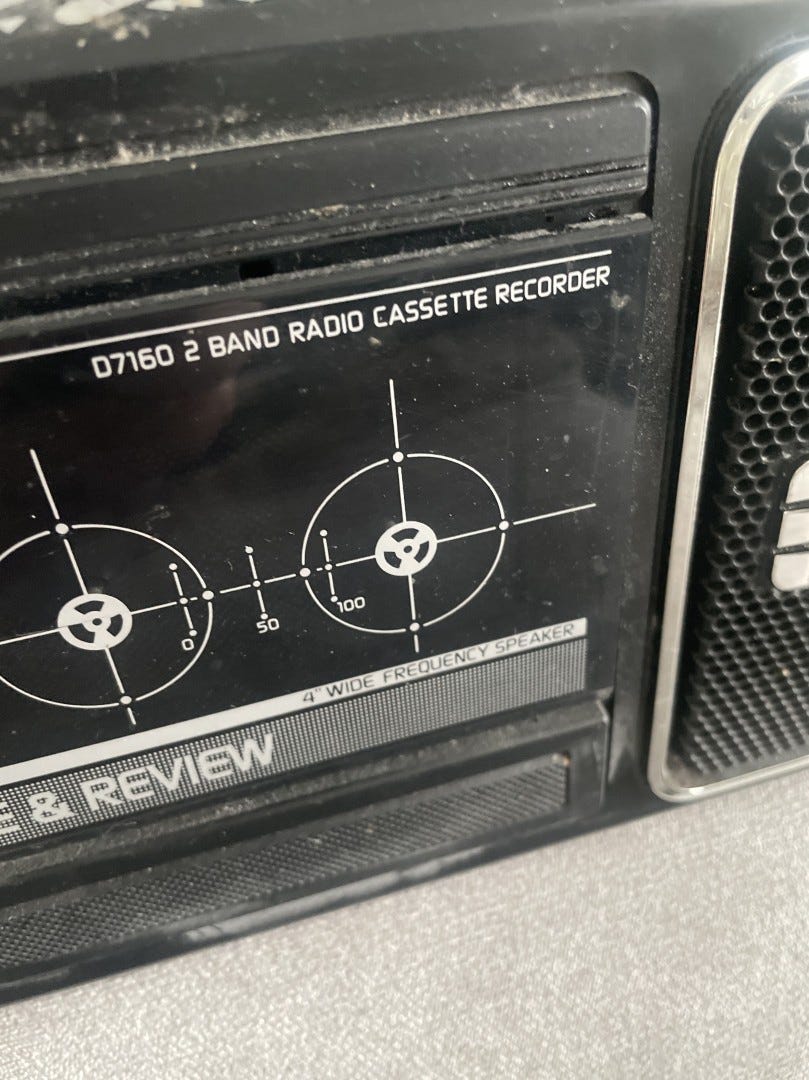 D7160 2 BAND RADIO CASSETTE RECORDER
0 50 100
4" WIDE FREQUENCY SPEAKER
E & REVIEW